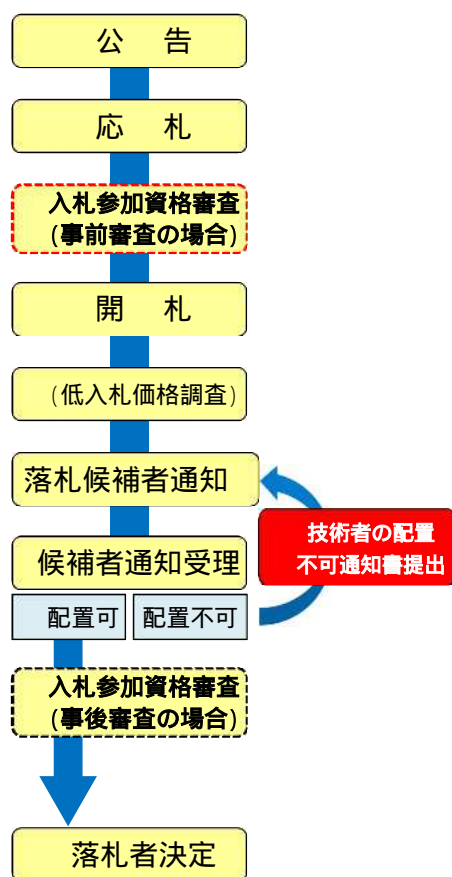 公　告
応　札
入札参加資格審査
(事前審査の場合)
開　札
(低入札価格調査)
落札候補者通知
技術者の配置
不可通知書提出
候補者通知受理
配置可
配置不可
入札参加資格審査
(事後審査の場合)
落札者決定